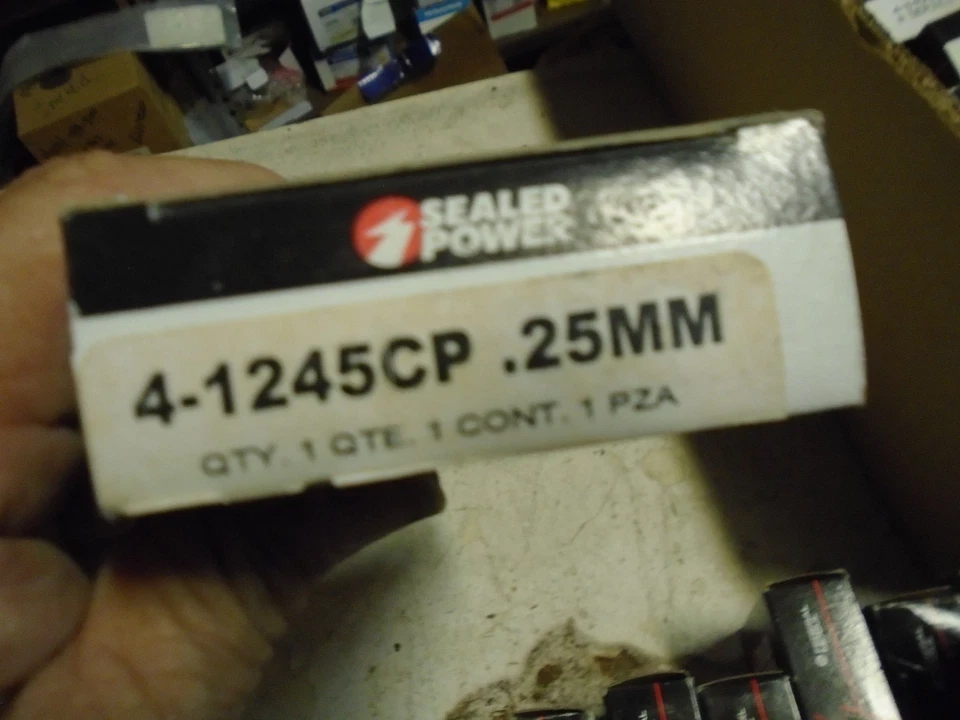 SEALED
POWER
4-1245CP .25MM
QTY. 1 QTE. 1 CONT. 1 PZA